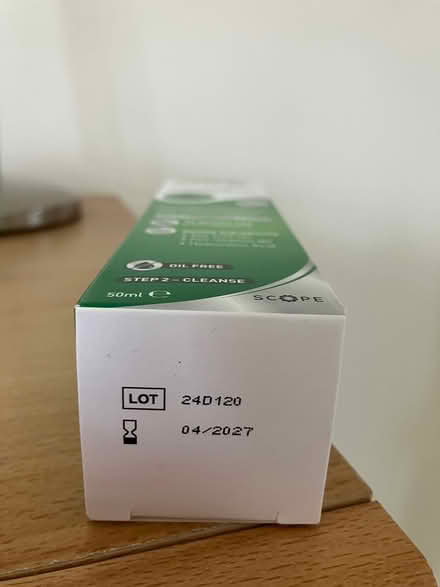 OIL FREE
STEP 2 – CLEANSE
50ml ℮
SCOPE
LOT 24D120
04/2027